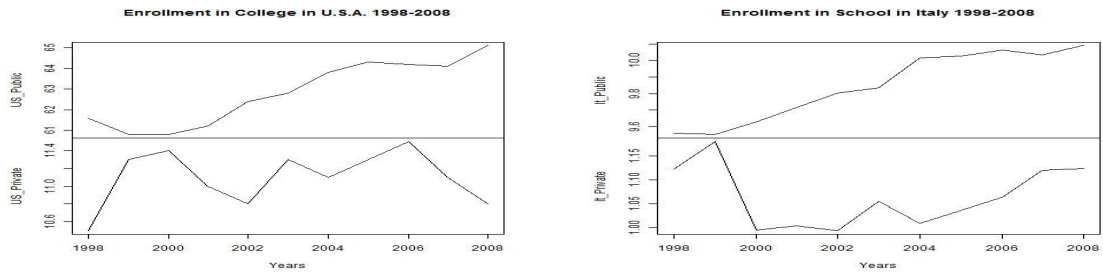 Enrollment in College in U.S.A. 1998-2008
US_Public
65
64
63
62
61
US_Private
11.4
11.0
10.6
1998 2000 2002 2004 2006 2008
Years
Enrollment in School in Italy 1998-2008
It_Public
10.0
9.8
9.6
It_Private
1.15
1.10
1.05
1.00
1998 2000 2002 2004 2006 2008
Years